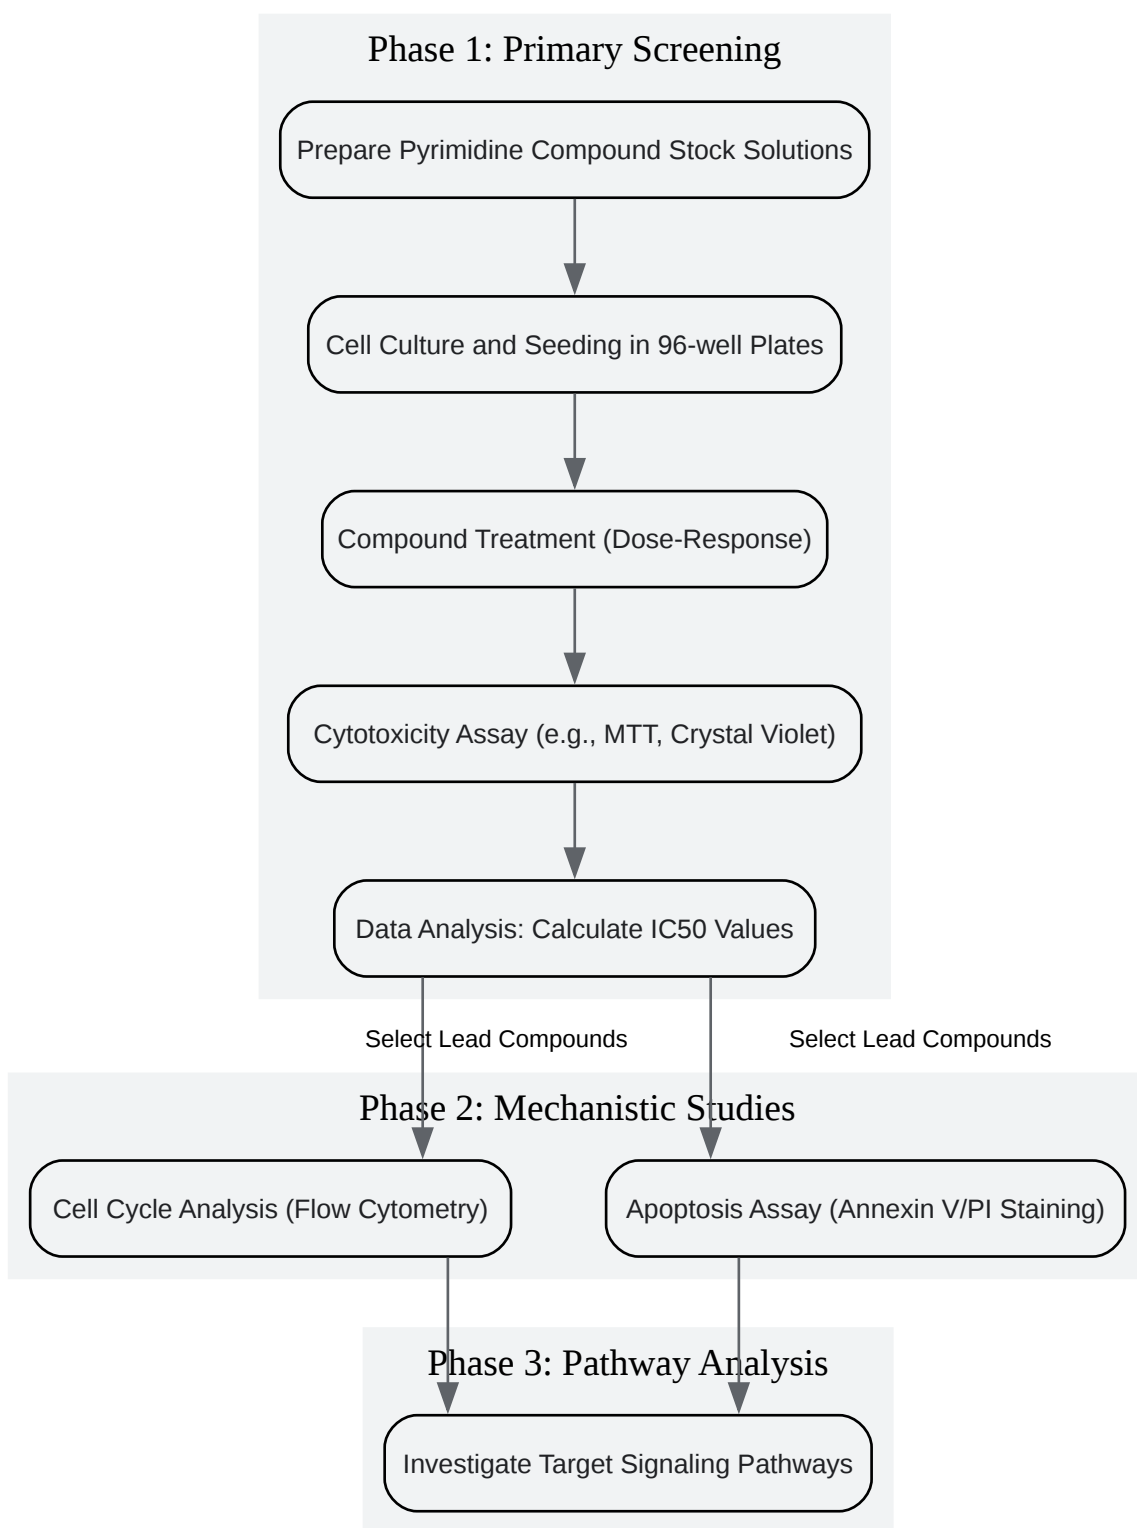 Phase 1: Primary Screening
Prepare Pyrimidine Compound Stock Solutions
Cell Culture and Seeding in 96-well Plates
Compound Treatment (Dose-Response)
Cytotoxicity Assay (e.g., MTT, Crystal Violet)
Data Analysis: Calculate IC50 Values
Select Lead Compounds
Select Lead Compounds
Phase 2: Mechanistic Studies
Cell Cycle Analysis (Flow Cytometry)
Apoptosis Assay (Annexin V/PI Staining)
Phase 3: Pathway Analysis
Investigate Target Signaling Pathways